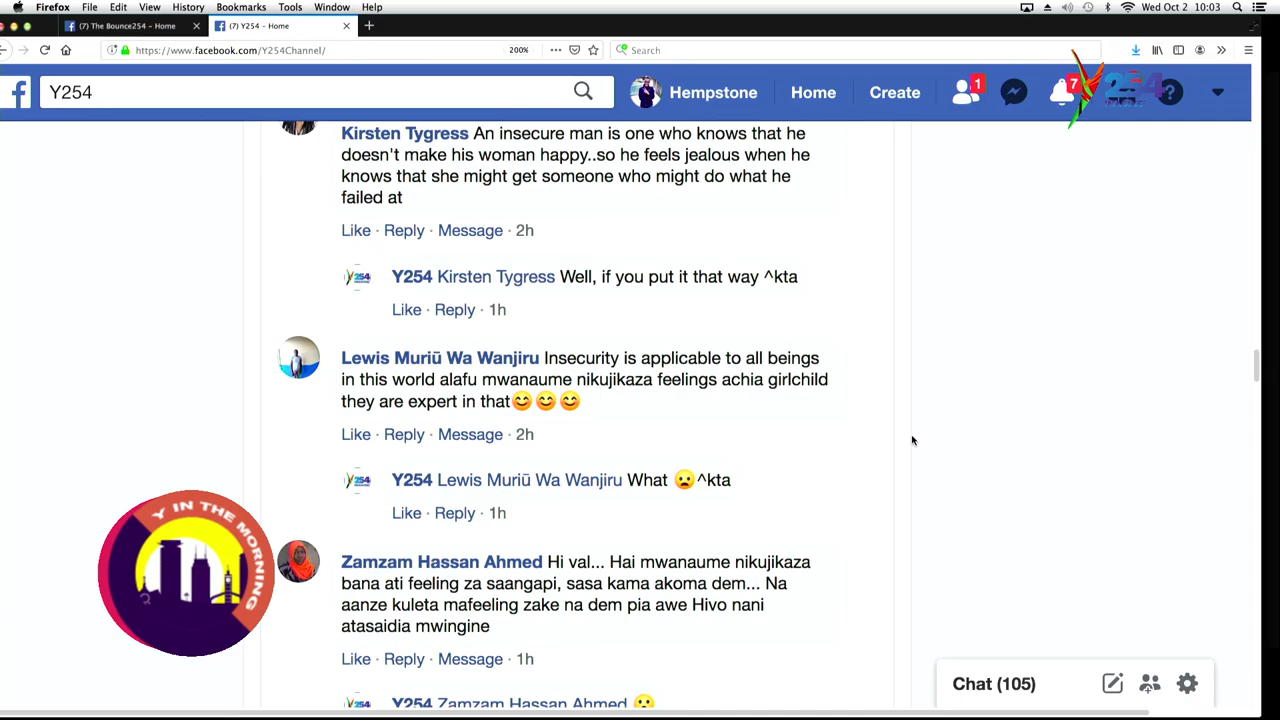 Firefox File Edit View History Bookmarks Tools Window Help Wed Oct 2 10:03
(7) The Bounce254 – Home
(7) Y254 – Home
https://www.facebook.com/Y254Channel/
200%
Search
Y254
Hempstone Home Create 1 7
Kirsten Tygress An insecure man is one who knows that he
doesn't make his woman happy..so he feels jealous when he
knows that she might get someone who might do what he
failed at
Like · Reply · Message · 2h
Y254 Kirsten Tygress Well, if you put it that way ^kta
Like · Reply · 1h
Lewis Muriū Wa Wanjiru Insecurity is applicable to all beings
in this world alafu mwanaume nikujikaza feelings achia girlchild
they are expert in that😊😊😊
Like · Reply · Message · 2h
Y254 Lewis Muriū Wa Wanjiru What 😦^kta
Like · Reply · 1h
Zamzam Hassan Ahmed Hi val... Hai mwanaume nikujikaza
bana ati feeling za saangapi, sasa kama akoma dem... Na
aanze kuleta mafeeling zake na dem pia awe Hivo nani
atasaidia mwingine
Like · Reply · Message · 1h
Y254 Zamzam Hassan Ahmed
Y IN THE MORNING
Chat (105)